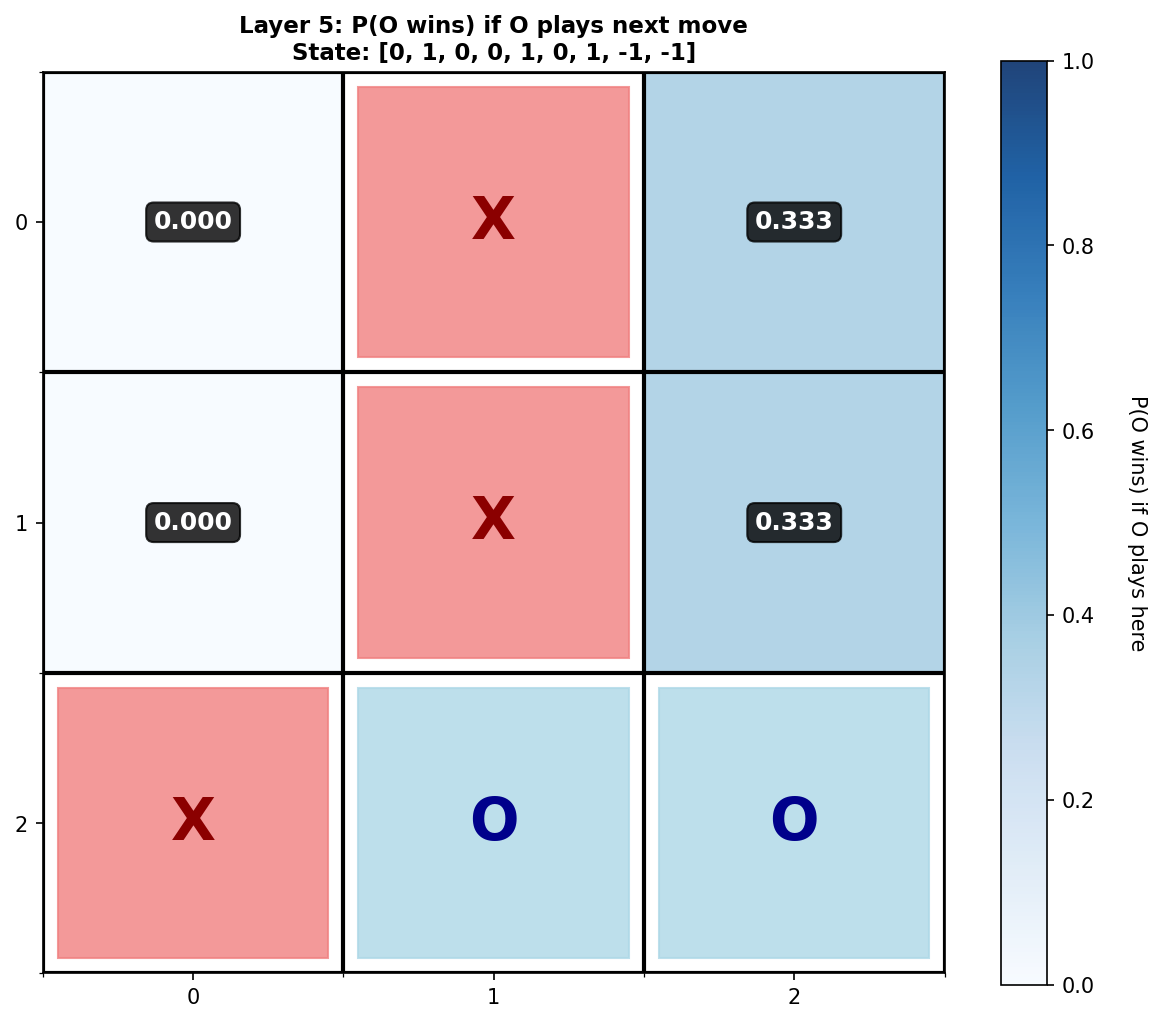 Layer 5: P(O wins) if O plays next move
State: [0, 1, 0, 0, 1, 0, 1, -1, -1]
0.000 X 0.333
0
0.000 X 0.333
1
X O O
2
0 1 2
1.0
0.8
0.6
0.4
0.2
0.0
P(O wins) if O plays here